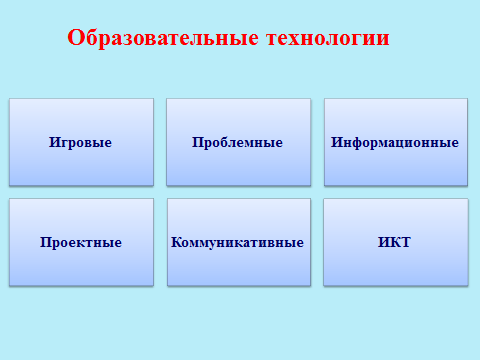 Образовательные технологии
Игровые
Проблемные
Информационные
Проектные
Коммуникативные
ИКТ